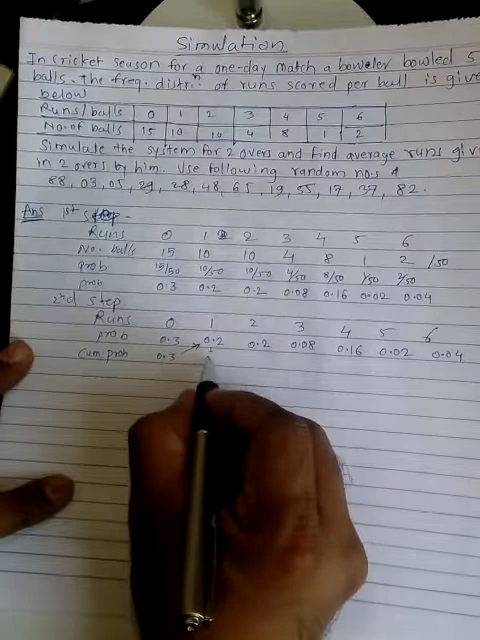 Simulation
In cricket season for a one-day match a boweler bowled 5
balls. The freq. distrn of runs scored per ball is give
below
Runs/balls 0 1 2 3 4 5 6
No. of balls 15 10 10 4 8 1 2
Simulate the system for 2 overs and find average runs giv
in 2 overs by him. Use following random no.s
88, 03, 05, 29, 28, 48, 65, 19, 55, 17, 37, 82.
Ans 1st step -
Runs 0 1 2 3 4 5 6
No. balls 15 10 10 4 8 1 2 /50
prob 15/50 10/50 10/50 4/50 8/50 1/50 2/50
prob. 0.3 0.2 0.2 0.08 0.16 0.02 0.04
2nd step
Runs 0 1 2 3 4 5 6
prob 0.3 0.2 0.2 0.08 0.16 0.02 0.04
Cum. prob 0.3